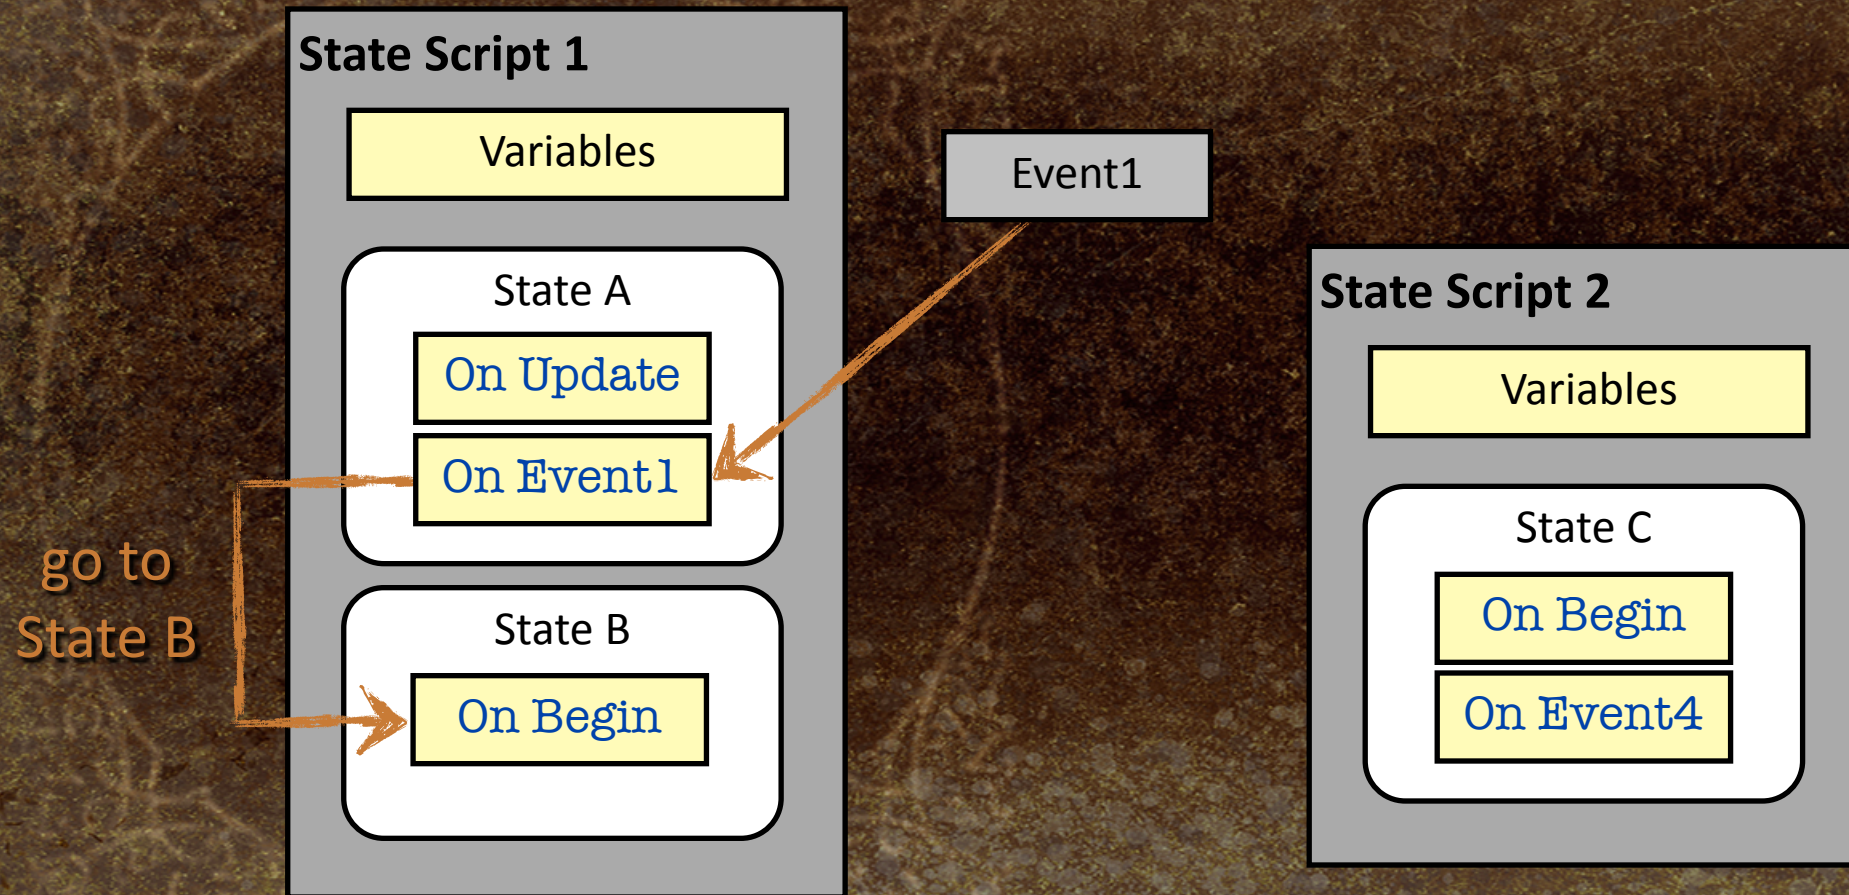 State Script 1
Variables
State A
On Update
On Event1
go to
State B
State B
On Begin
Event1
State Script 2
Variables
State C
On Begin
On Event4